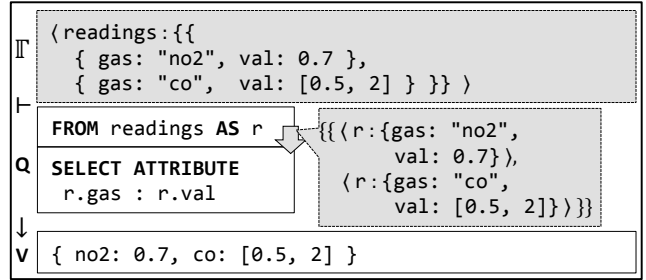 Γ
⟨readings:{{
{ gas: "no2", val: 0.7 },
{ gas: "co", val: [0.5, 2] } }} ⟩
⊢
FROM readings AS r
{{⟨r:{gas: "no2",
val: 0.7}⟩,
⟨r:{gas: "co",
val: [0.5, 2]}⟩}}
Q
SELECT ATTRIBUTE
r.gas : r.val
↓
V
{ no2: 0.7, co: [0.5, 2] }